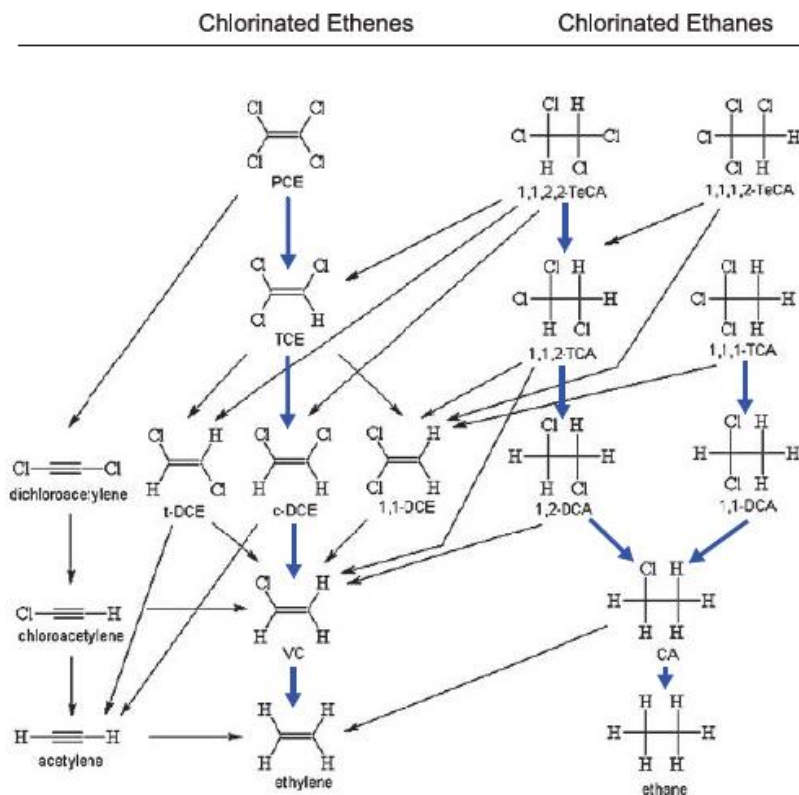 Chlorinated Ethenes Chlorinated Ethanes
Cl Cl Cl H Cl Cl
Cl Cl Cl H
Cl Cl H Cl Cl H
PCE 1,1,2,2-TeCA 1,1,1,2-TeCA
Cl Cl Cl H Cl H
Cl H Cl H
Cl H H Cl Cl H
TCE 1,1,2-TCA 1,1,1-TCA
Cl H Cl Cl Cl H Cl H Cl H
Cl Cl H H H H
H Cl H H Cl H H Cl Cl H
dichloroacetylene t-DCE c-DCE 1,1-DCE 1,2-DCA 1,1-DCA
Cl H Cl H
Cl H H H
H H H H
chloroacetylene VC CA
H H H H
H H H H
H H H H
acetylene ethylene ethane